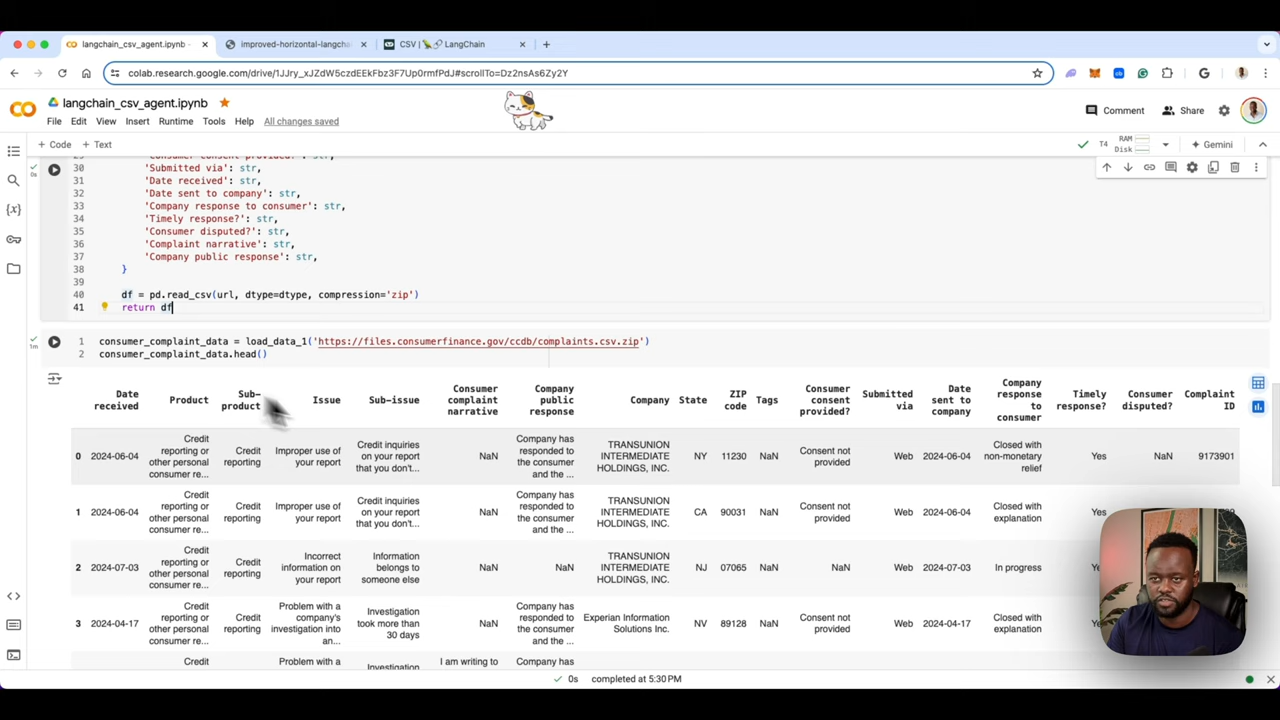 langchain_csv_agent.ipynb -
improved-horizontal-langcha
CSV | 🦜🔗 LangChain
colab.research.google.com/drive/1JJry_xJZdW5czdEEkFbz3F7Up0rmfPdJ#scrollTo=Dz2nsAs6Zy2Y
langchain_csv_agent.ipynb
Comment
Share
File Edit View Insert Runtime Tools Help All changes saved
+ Code + Text
T4
RAM
Disk
Gemini
30 'Submitted via': str,
31 'Date received': str,
32 'Date sent to company': str,
33 'Company response to consumer': str,
34 'Timely response?': str,
35 'Consumer disputed?': str,
36 'Complaint narrative': str,
37 'Company public response': str,
38 }
39
40 df = pd.read_csv(url, dtype=dtype, compression='zip')
41 return df
0s
1 consumer_complaint_data = load_data_1('https://files.consumerfinance.gov/ccdb/complaints.csv.zip')
2 consumer_complaint_data.head()
1m
Date received
Product
Sub-product
Issue
Sub-issue
Consumer complaint narrative
Company public response
Company
State
ZIP code
Tags
Consumer consent provided?
Submitted via
Date sent to company
Company response to consumer
Timely response?
Consumer disputed?
Complaint ID
0 2024-06-04 Credit reporting or other personal consumer re... Credit reporting Improper use of your report Credit inquiries on your report that you don't... NaN Company has responded to the consumer and the ... TRANSUNION INTERMEDIATE HOLDINGS, INC. NY 11230 NaN Consent not provided Web 2024-06-04 Closed with non-monetary relief Yes NaN 9173901
1 2024-06-04 Credit reporting or other personal consumer re... Credit reporting Improper use of your report Credit inquiries on your report that you don't... NaN Company has responded to the consumer and the ... TRANSUNION INTERMEDIATE HOLDINGS, INC. CA 90031 NaN Consent not provided Web 2024-06-04 Closed with explanation
2 2024-07-03 Credit reporting or other personal consumer re... Credit reporting Incorrect information on your report Information belongs to someone else NaN NaN TRANSUNION INTERMEDIATE HOLDINGS, INC. NJ 07065 NaN NaN Web 2024-07-03 In progress
3 2024-04-17 Credit reporting or other personal consumer re... Credit reporting Problem with a company's investigation into an... Investigation took more than 30 days NaN Company has responded to the consumer and the ... Experian Information Solutions Inc. NV 89128 NaN Consent not provided Web 2024-04-17 Closed with explanation
Credit Problem with a Investigation I am writing to Company has
0s completed at 5:30 PM